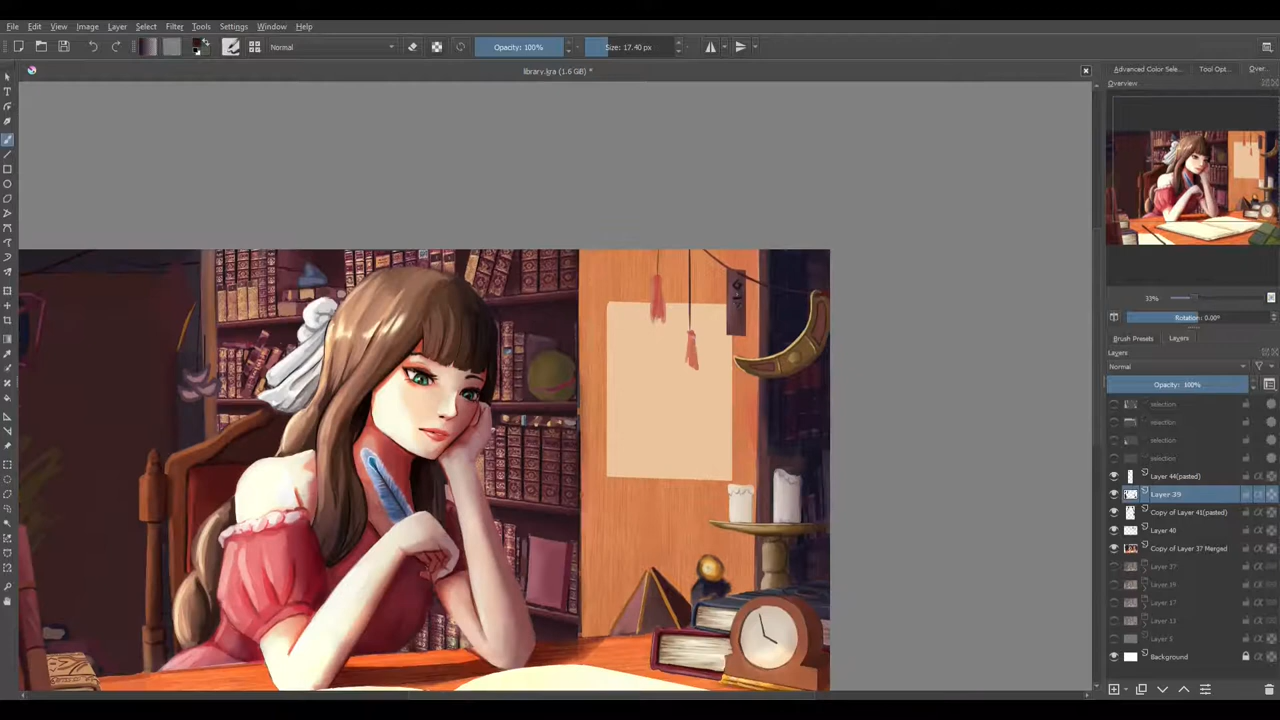 File Edit View Image Layer Select Filter Tools Settings Window Help
Normal Opacity: 100% Size: 17.40 px
library.kra (1.6 GB) *
Advanced Color Sele... Tool Opt... Over...
Overview
33%
Rotation: 0.00°
Brush Presets Layers
Layers
Normal
Opacity: 100%
selection
selection
selection
selection
Layer 44(pasted)
Layer 39
Copy of Layer 41(pasted)
Layer 40
Copy of Layer 37 Merged
Layer 37
Layer 19
Layer 17
Layer 13
Layer 5
Background